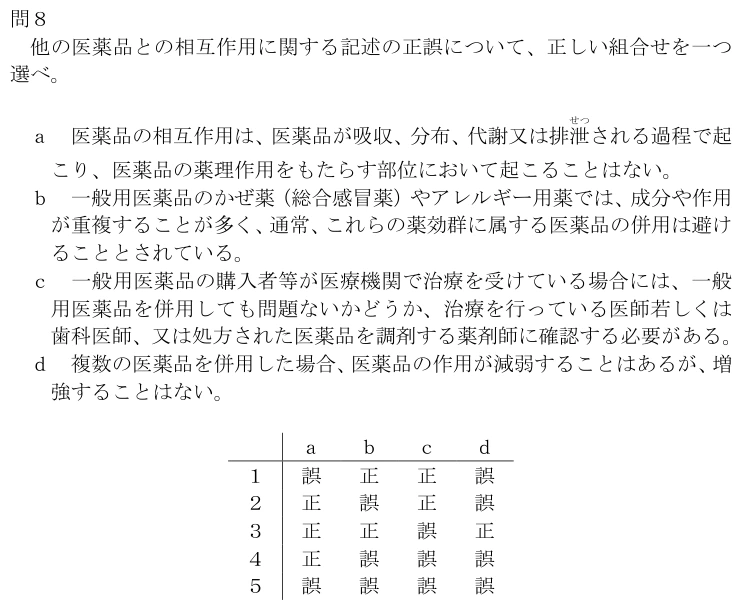 問８
他の医薬品との相互作用に関する記述の正誤について、正しい組合せを一つ
選べ。
せつ
a 医薬品の相互作用は、医薬品が吸収、分布、代謝又は排泄される過程で起
こり、医薬品の薬理作用をもたらす部位において起こることはない。
b 一般用医薬品のかぜ薬（総合感冒薬）やアレルギー用薬では、成分や作用
が重複することが多く、通常、これらの薬効群に属する医薬品の併用は避け
ることとされている。
c 一般用医薬品の購入者等が医療機関で治療を受けている場合には、一般
用医薬品を併用しても問題ないかどうか、治療を行っている医師若しくは
歯科医師、又は処方された医薬品を調剤する薬剤師に確認する必要がある。
d 複数の医薬品を併用した場合、医薬品の作用が減弱することはあるが、増
強することはない。
a b c d
1 誤 正 正 誤
2 正 誤 正 誤
3 正 正 誤 正
4 正 誤 誤 誤
5 誤 誤 誤 誤